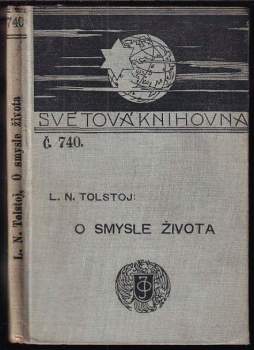 740
L. N. Tolstoj, O smysle života
SVĚTOVÁ KNIHOVNA
Č. 740.
L. N. TOLSTOJ:
O SMYSLE ŽIVOTA